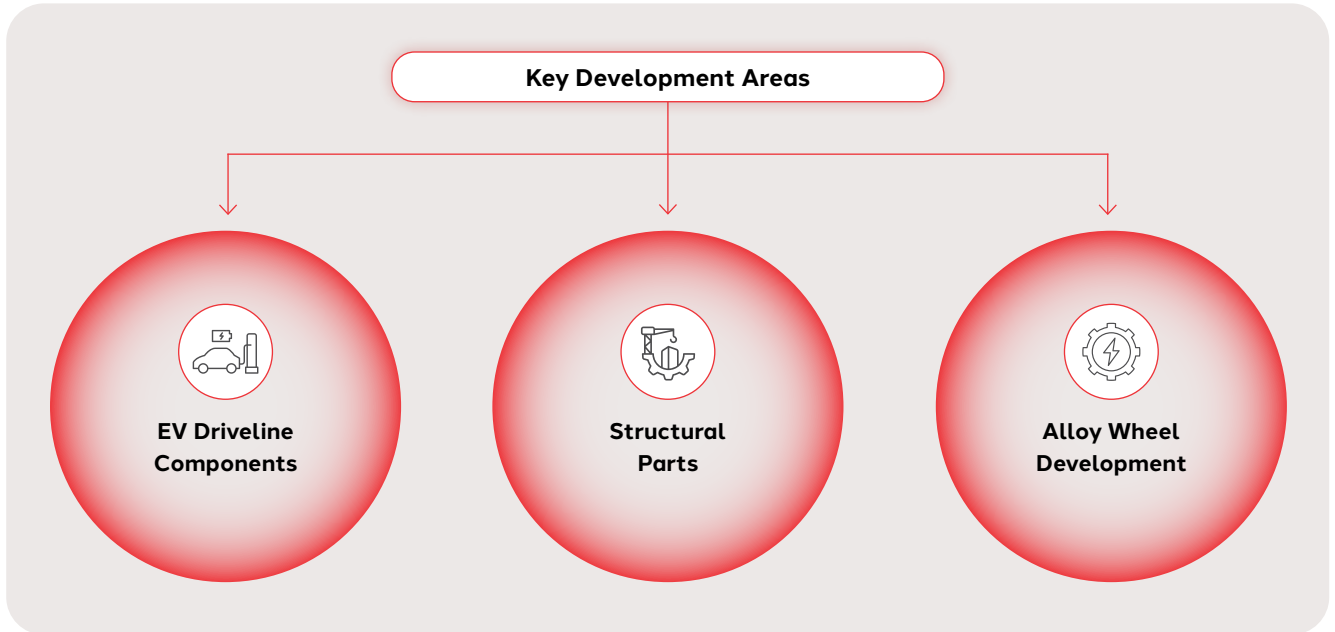 Key Development Areas
EV Driveline
Components
Structural
Parts
Alloy Wheel
Development